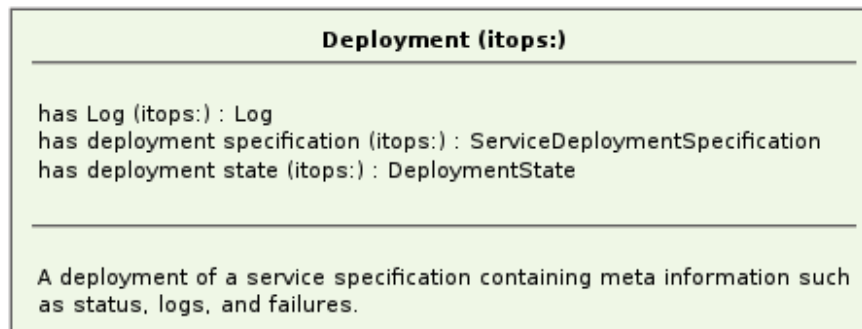 Deployment (itops:)
has Log (itops:) : Log
has deployment specification (itops:) : ServiceDeploymentSpecification
has deployment state (itops:) : DeploymentState
A deployment of a service specification containing meta information such
as status, logs, and failures.